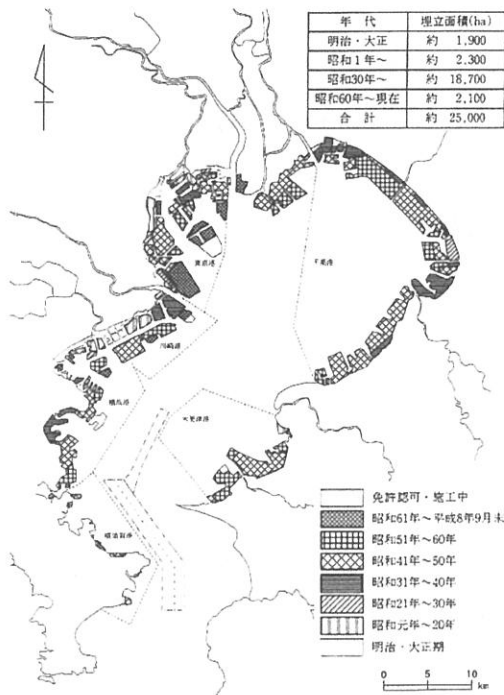 年 代 埋立面積(ha)
明治・大正 約 1,900
昭和1年～ 約 2,300
昭和30年～ 約 18,700
昭和60年～現在 約 2,100
合 計 約 25,000
東京港
千葉港
川崎港
横浜港
木更津港
横須賀港
免許認可・施工中
昭和61年～平成8年9月末
昭和51年～60年
昭和41年～50年
昭和31年～40年
昭和21年～30年
昭和元年～20年
明治・大正期
0 5 10
km